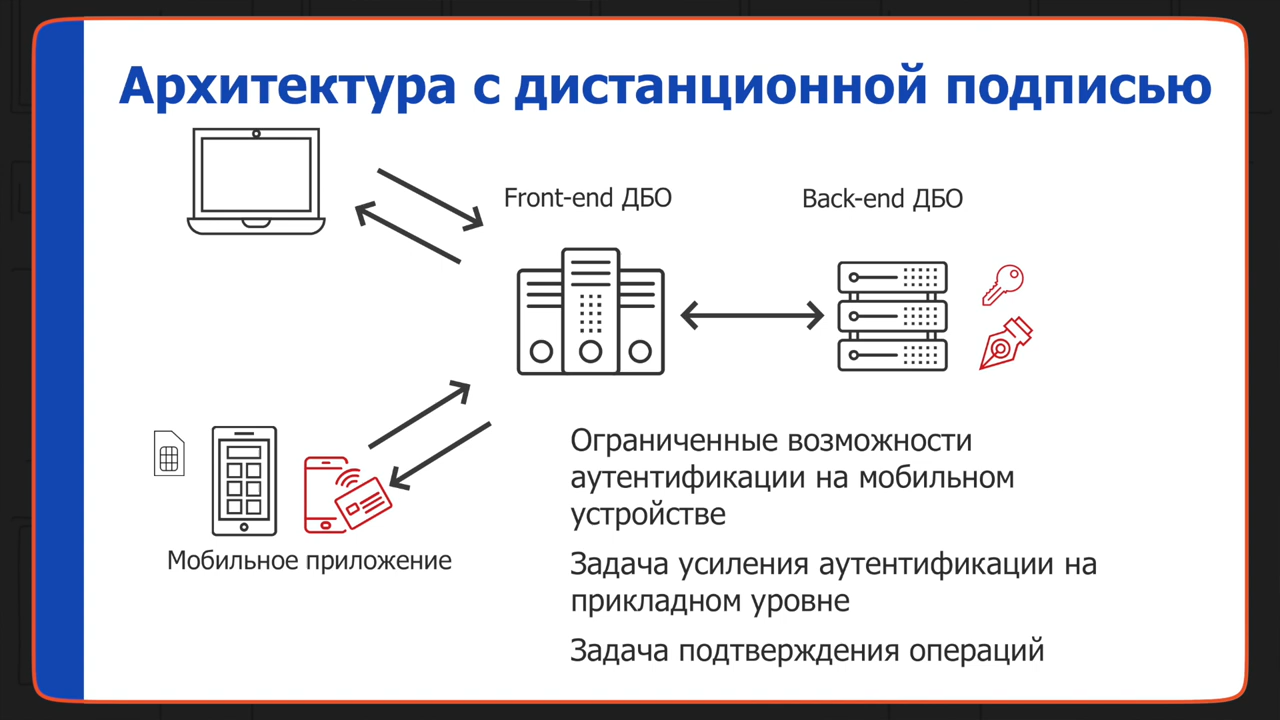 Архитектура с дистанционной подписью
Front-end ДБО
Back-end ДБО
Мобильное приложение
Ограниченные возможности
аутентификации на мобильном
устройстве
Задача усиления аутентификации на
прикладном уровне
Задача подтверждения операций